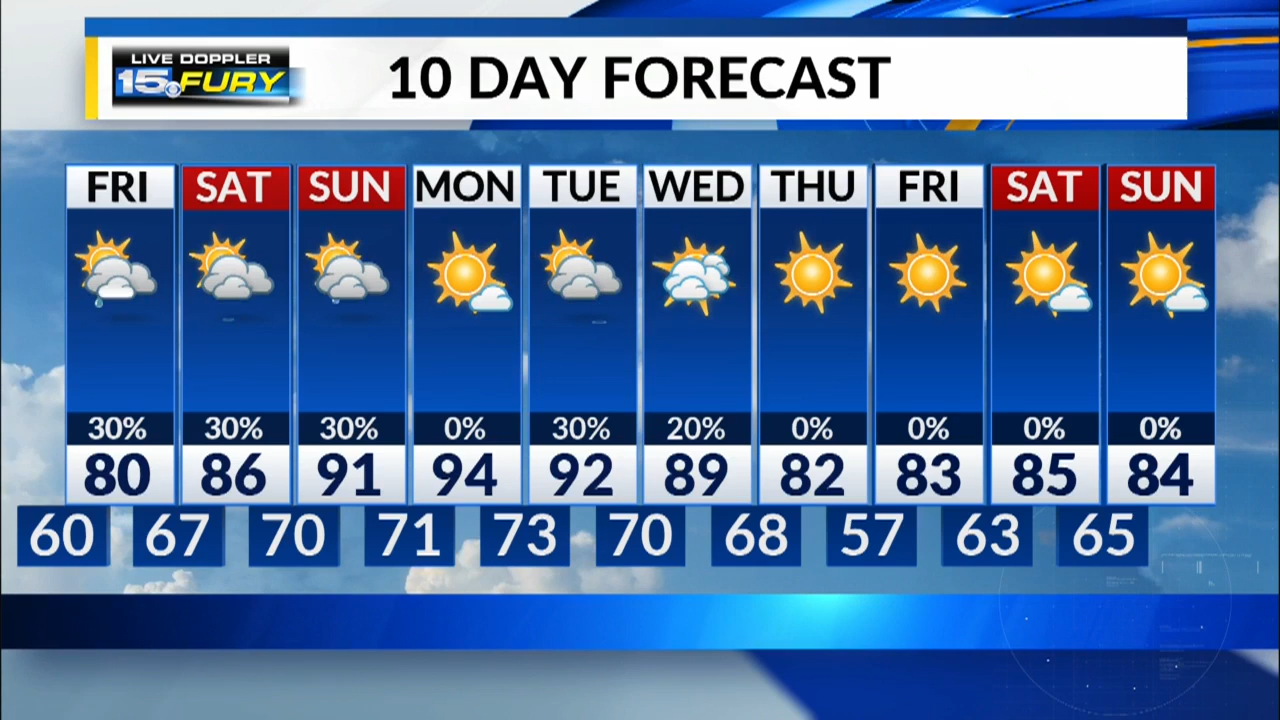 LIVE DOPPLER
15 FURY
10 DAY FORECAST
FRI SAT SUN MON TUE WED THU FRI SAT SUN
30% 30% 30% 0% 30% 20% 0% 0% 0% 0%
80 86 91 94 92 89 82 83 85 84
60 67 70 71 73 70 68 57 63 65